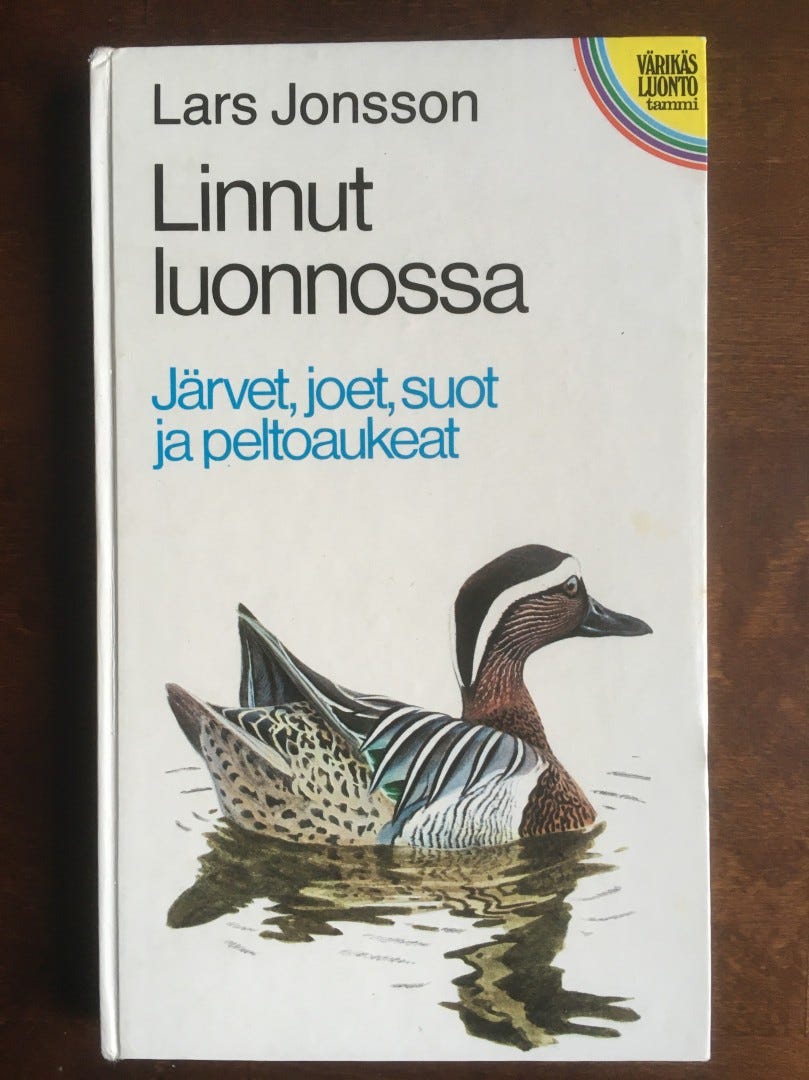 Lars Jonsson
VÄRIKÄS
LUONTO
tammi
Linnut
luonnossa
Järvet, joet, suot
ja peltoaukeat